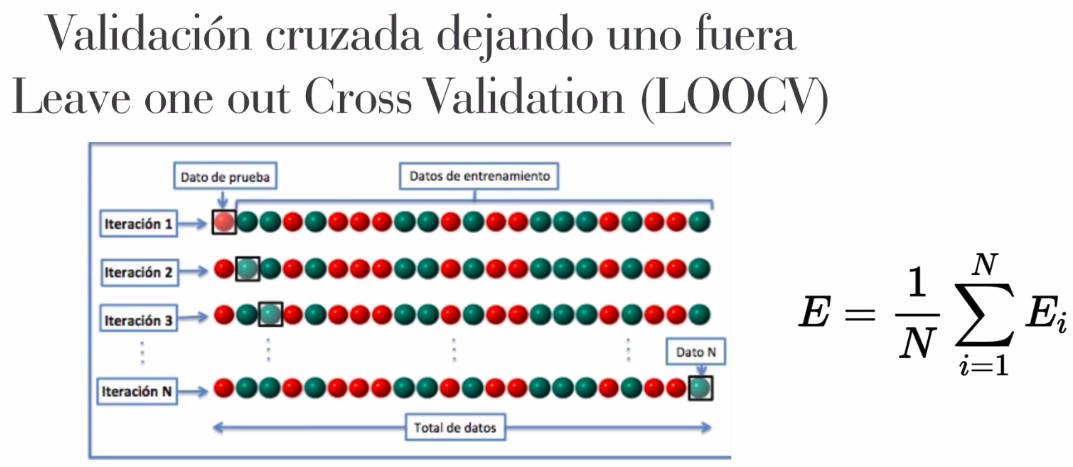 Validación cruzada dejando uno fuera
Leave one out Cross Validation (LOOCV)
Dato de prueba
Datos de entrenamiento
Iteración 1
Iteración 2
Iteración 3
Dato N
Iteración N
Total de datos
E = \frac{1}{N} \sum_{i=1}^{N} E_i